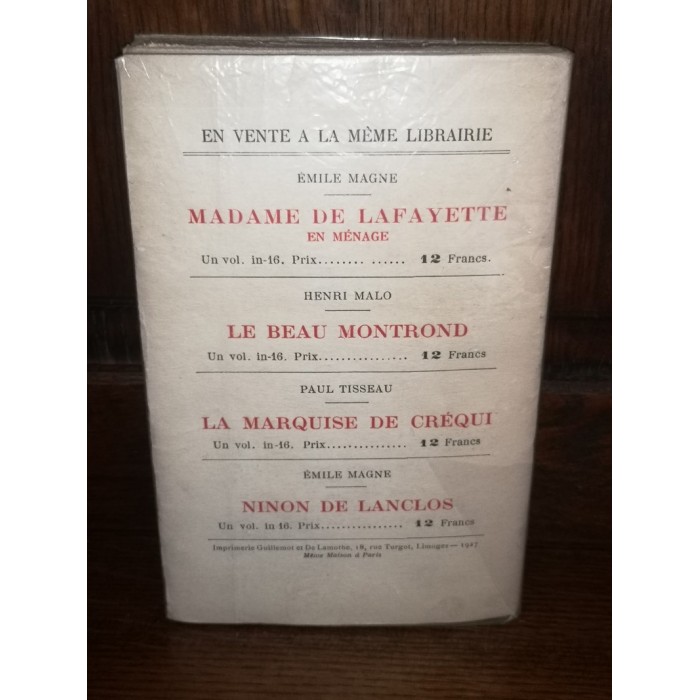 EN VENTE A LA MÊME LIBRAIRIE
ÉMILE MAGNE
MADAME DE LAFAYETTE
EN MÉNAGE
Un vol. in-16. Prix........ ...... 12 Francs.
HENRI MALO
LE BEAU MONTROND
Un vol. in-16. Prix................ 12 Francs
PAUL TISSEAU
LA MARQUISE DE CRÉQUI
Un vol. in-16. Prix................ 12 Francs
ÉMILE MAGNE
NINON DE LANCLOS
Un vol. in-16. Prix................ 12 Francs
Imprimerie Guillemot et De Lamothe, 18, rue Turgot, Limoges — 1927
Même Maison à Paris